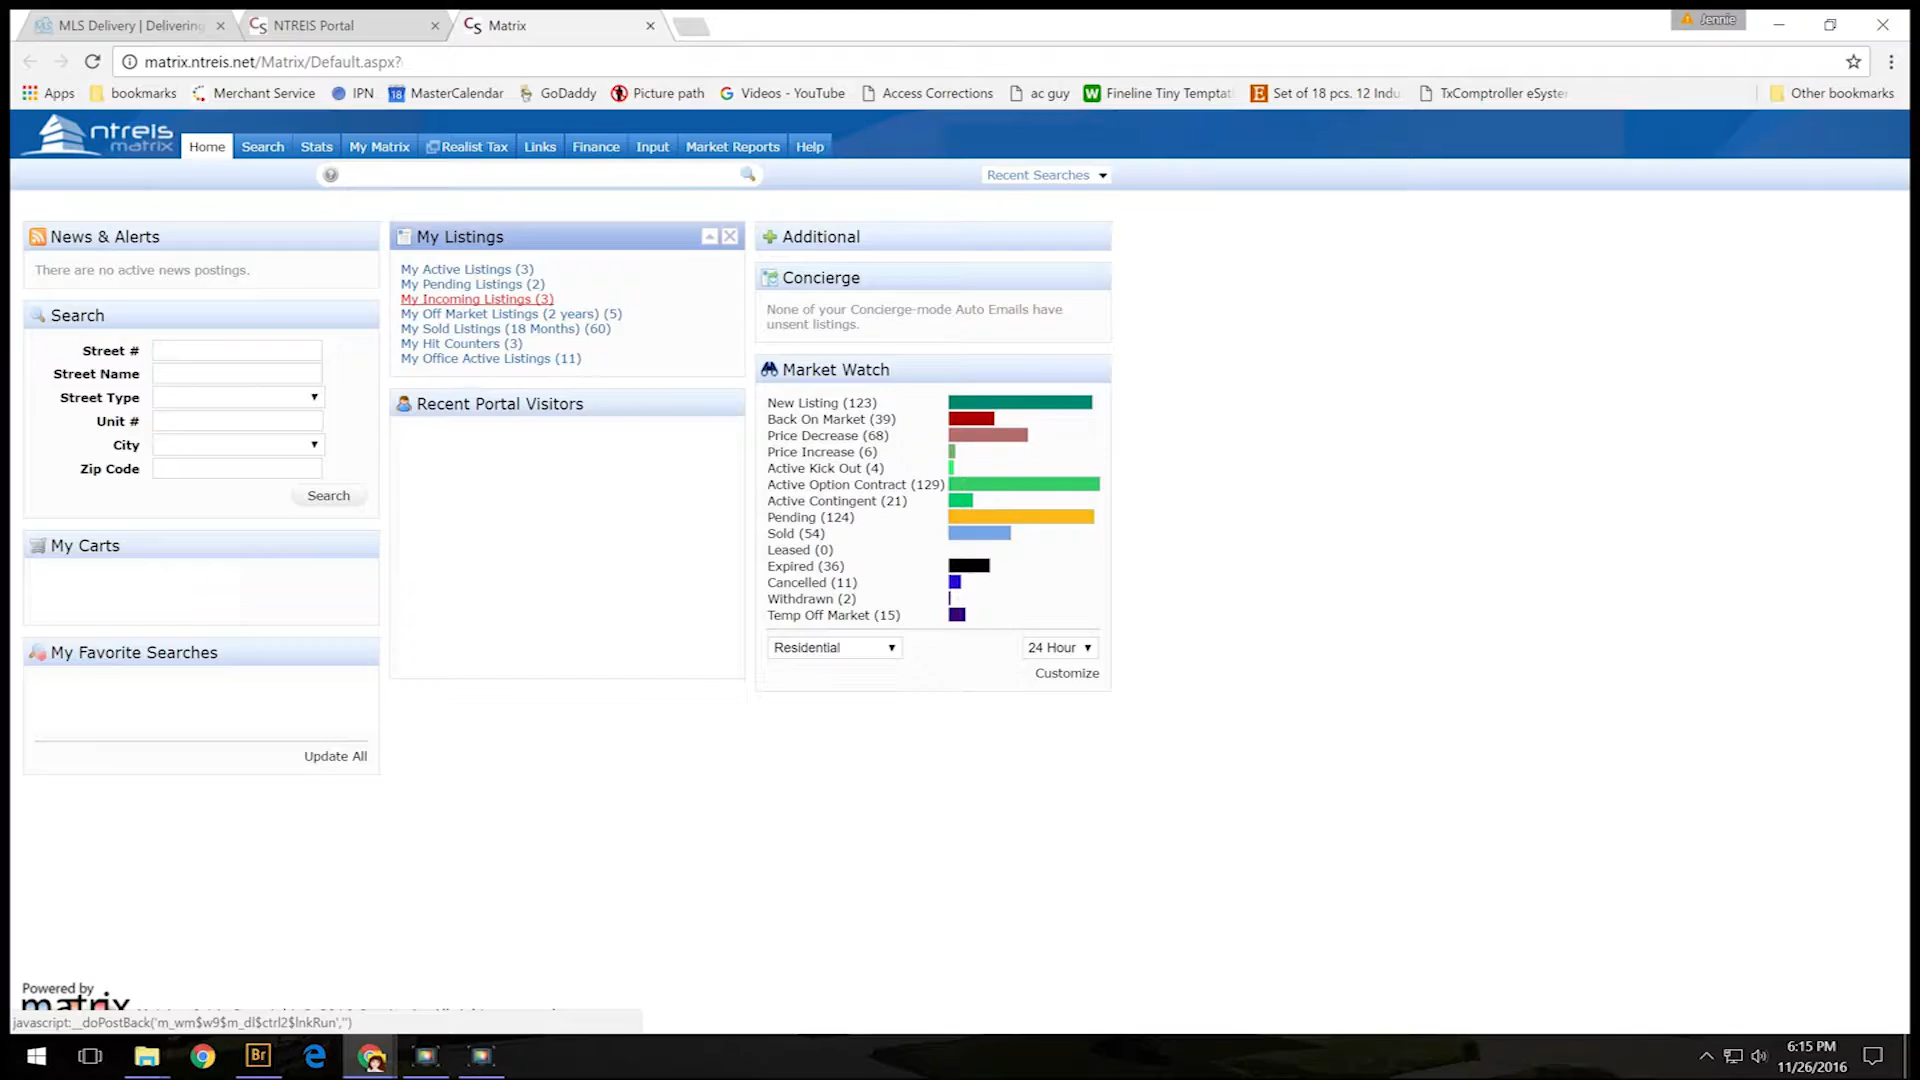 MLS Delivery | Delivering
NTREIS Portal
Matrix
Jennie
matrix.ntreis.net/Matrix/Default.aspx?
Apps
bookmarks
Merchant Service
IPN
18
MasterCalendar
GoDaddy
Picture path
Videos - YouTube
Access Corrections
ac guy
Fineline Tiny Temptat
Set of 18 pcs. 12 Indu
TxComptroller eSyste
Other bookmarks
ntreis
matrix
Home
Search
Stats
My Matrix
Realist Tax
Links
Finance
Input
Market Reports
Help
Recent Searches
News & Alerts
There are no active news postings.
Search
Street #
Street Name
Street Type
Unit #
City
Zip Code
Search
My Carts
My Favorite Searches
Update All
My Listings
My Active Listings (3)
My Pending Listings (2)
My Incoming Listings (3)
My Off Market Listings (2 years) (5)
My Sold Listings (18 Months) (60)
My Hit Counters (3)
My Office Active Listings (11)
Recent Portal Visitors
Additional
Concierge
None of your Concierge-mode Auto Emails have
unsent listings.
Market Watch
New Listing (123)
Back On Market (39)
Price Decrease (68)
Price Increase (6)
Active Kick Out (4)
Active Option Contract (129)
Active Contingent (21)
Pending (124)
Sold (54)
Leased (0)
Expired (36)
Cancelled (11)
Withdrawn (2)
Temp Off Market (15)
Residential
24 Hour
Customize
Powered by
matrix
javascript:__doPostBack('m_wm$w9$m_dl$ctrl2$lnkRun','')
Br
6:15 PM
11/26/2016